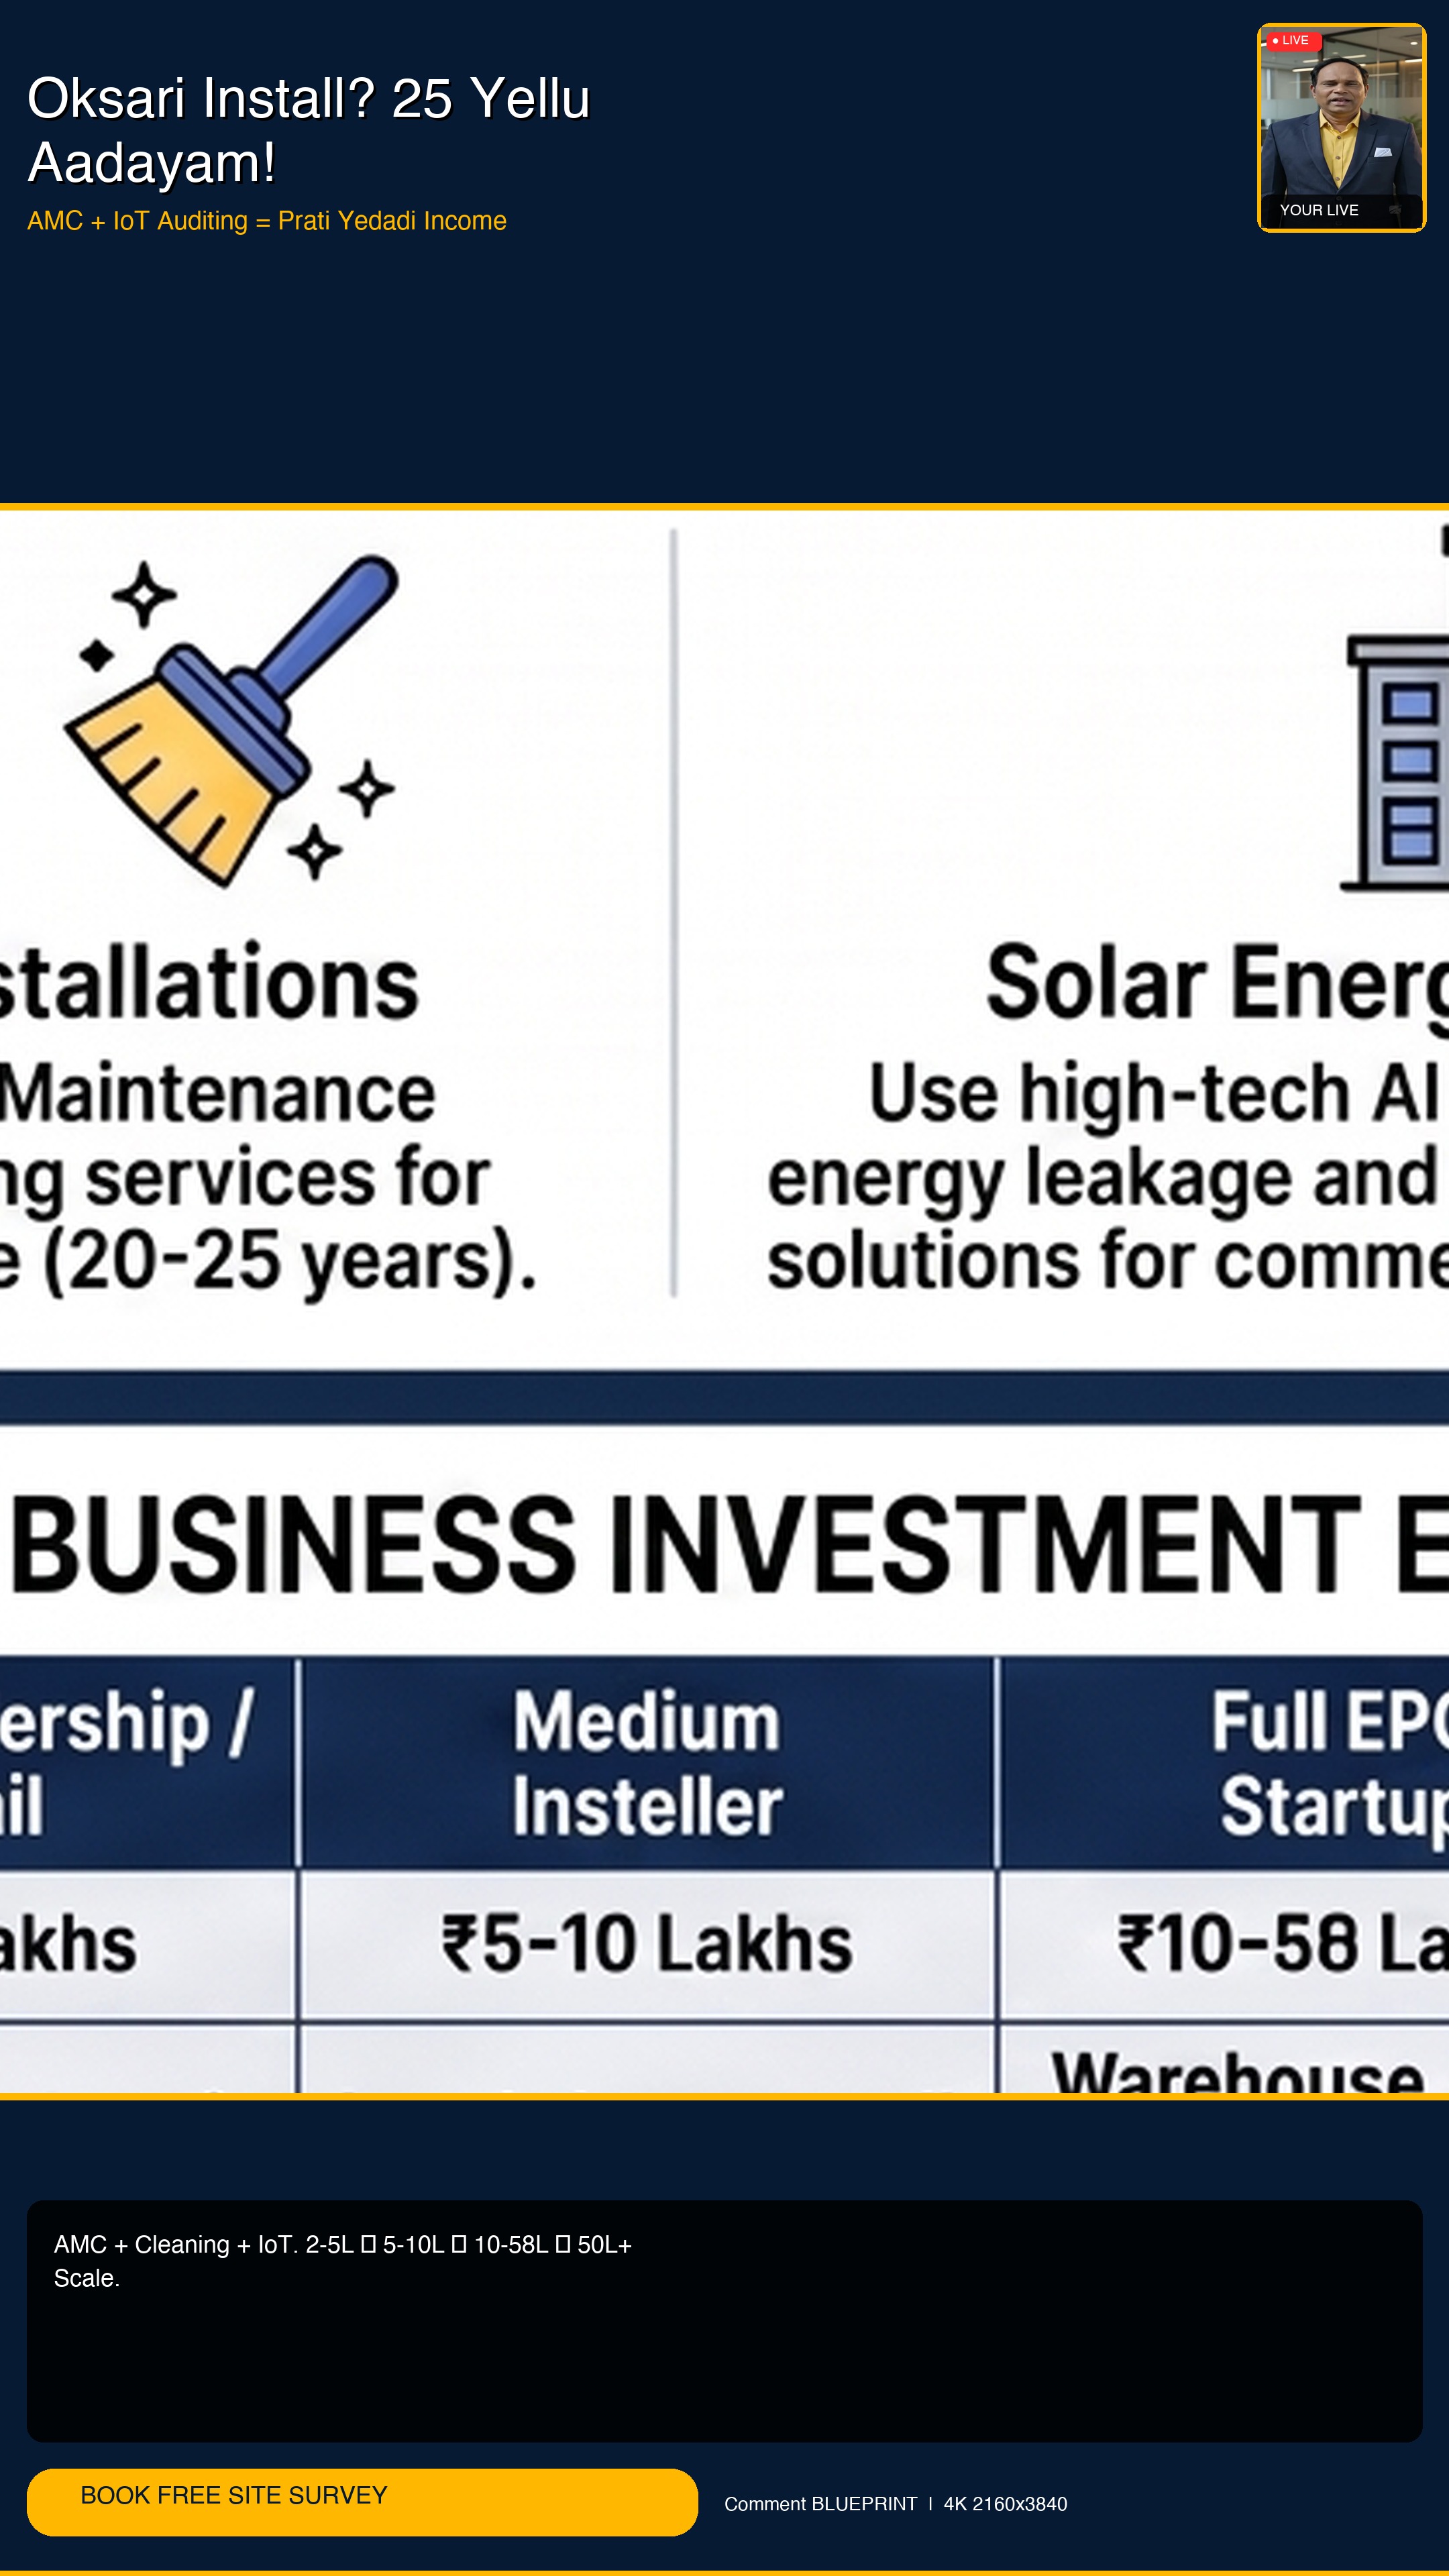 Oksari Install? 25 Yellu
Aadayam!
AMC + IoT Auditing = Prati Yedadi Income
LIVE
YOUR LIVE
stallations
Maintenance
ng services for
e (20-25 years).
Solar Energ
Use high-tech AI
energy leakage and
solutions for comme
BUSINESS INVESTMENT E
ership /
ail
Medium
Insteller
Full EPC
Startup
akhs
₹5-10 Lakhs
₹10-58 La
Warehouse
AMC + Cleaning + IoT. 2-5L □ 5-10L □ 10-58L □ 50L+
Scale.
BOOK FREE SITE SURVEY
Comment BLUEPRINT | 4K 2160x3840